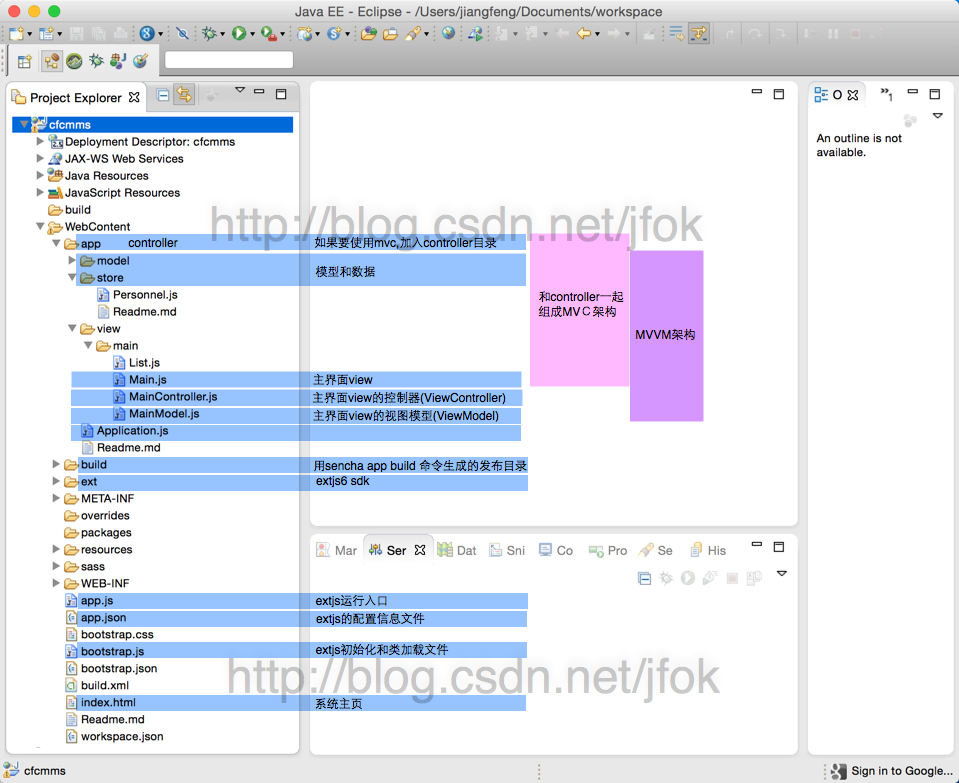 Java EE - Eclipse - /Users/jiangfeng/Documents/workspace
Project Explorer
cfcmms
Deployment Descriptor: cfcmms
JAX-WS Web Services
Java Resources
JavaScript Resources
build
WebContent
http://blog.csdn.net/jfok
app controller 如果要使用mvc,加入controller目录
model
模型和数据
store
Personnel.js
Readme.md
view
main
List.js
Main.js 主界面view
MainController.js 主界面view的控制器(ViewController)
MainModel.js 主界面view的视图模型(ViewModel)
Application.js
Readme.md
build 用sencha app build 命令生成的发布目录
ext extjs6 sdk
META-INF
overrides
packages
resources
sass
WEB-INF
app.js extjs运行入口
app.json extjs的配置信息文件
bootstrap.css
bootstrap.js extjs初始化和类加载文件
bootstrap.json
build.xml
index.html 系统主页
Readme.md
workspace.json
和controller一起
组成MVC架构
MVVM架构
O
1
An outline is not
available.
Mar Ser Dat Sni Co Pro Se His
http://blog.csdn.net/jfok
cfcmms
Sign in to Google...